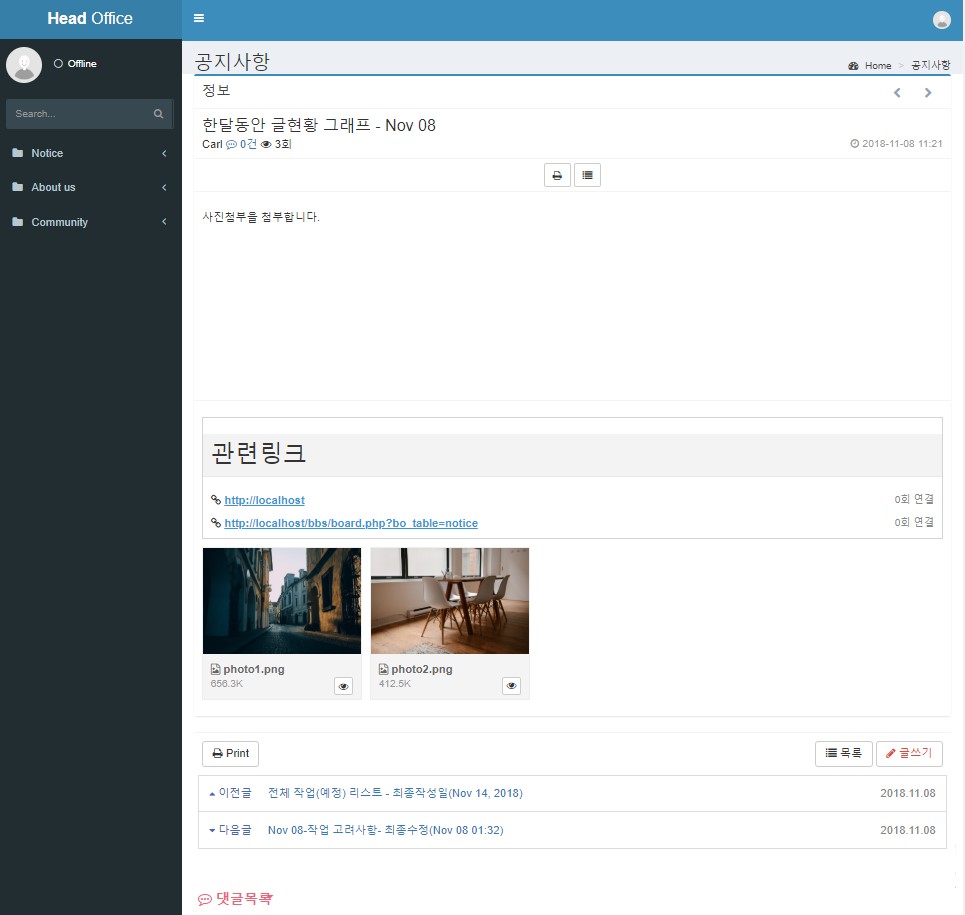 Head Office
Offline
Search...
Notice
About us
Community
공지사항
Home > 공지사항
정보
한달동안 글현황 그래프 - Nov 08
Carl 0건 3회
2018-11-08 11:21
사진첨부을 첨부합니다.
관련링크
http://localhost 0회 연결
http://localhost/bbs/board.php?bo_table=notice 0회 연결
photo1.png
656.3K
photo2.png
412.5K
Print
목록
글쓰기
이전글 전체 작업(예정) 리스트 - 최종작성일(Nov 14, 2018) 2018.11.08
다음글 Nov 08-작업 고려사항- 최종수정(Nov 08 01:32) 2018.11.08
댓글목록